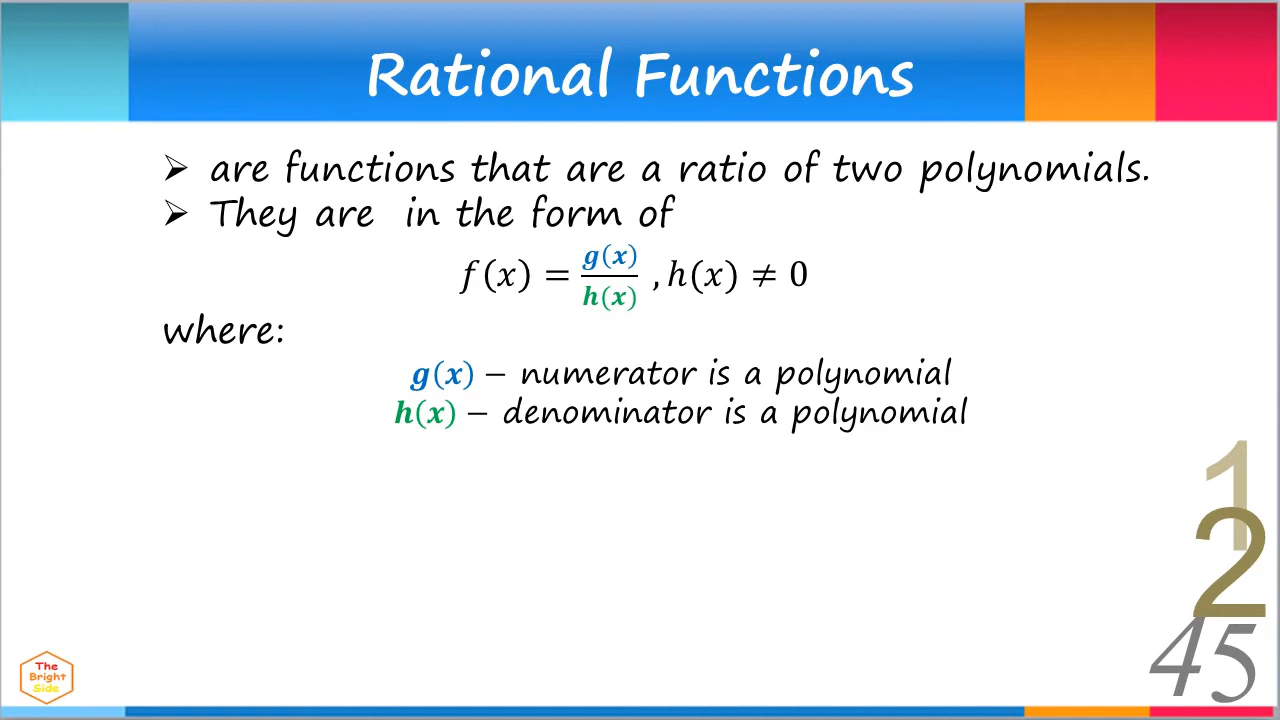 Rational Functions
➢ are functions that are a ratio of two polynomials.
➢ They are in the form of
f(x) = g(x)/h(x) , h(x) ≠ 0
where:
g(x) – numerator is a polynomial
h(x) – denominator is a polynomial
1
2
45
The
Bright
Side